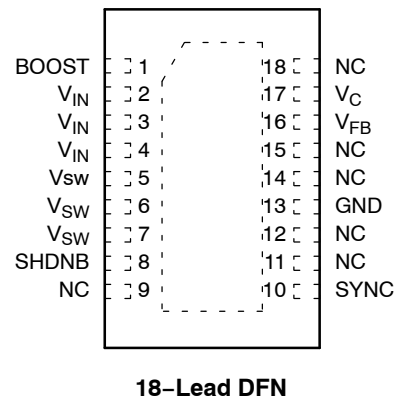 BOOST 1 18 NC
VIN 2 17 VC
VIN 3 16 VFB
VIN 4 15 NC
Vsw 5 14 NC
VSW 6 13 GND
VSW 7 12 NC
SHDNB 8 11 NC
NC 9 10 SYNC
18–Lead DFN